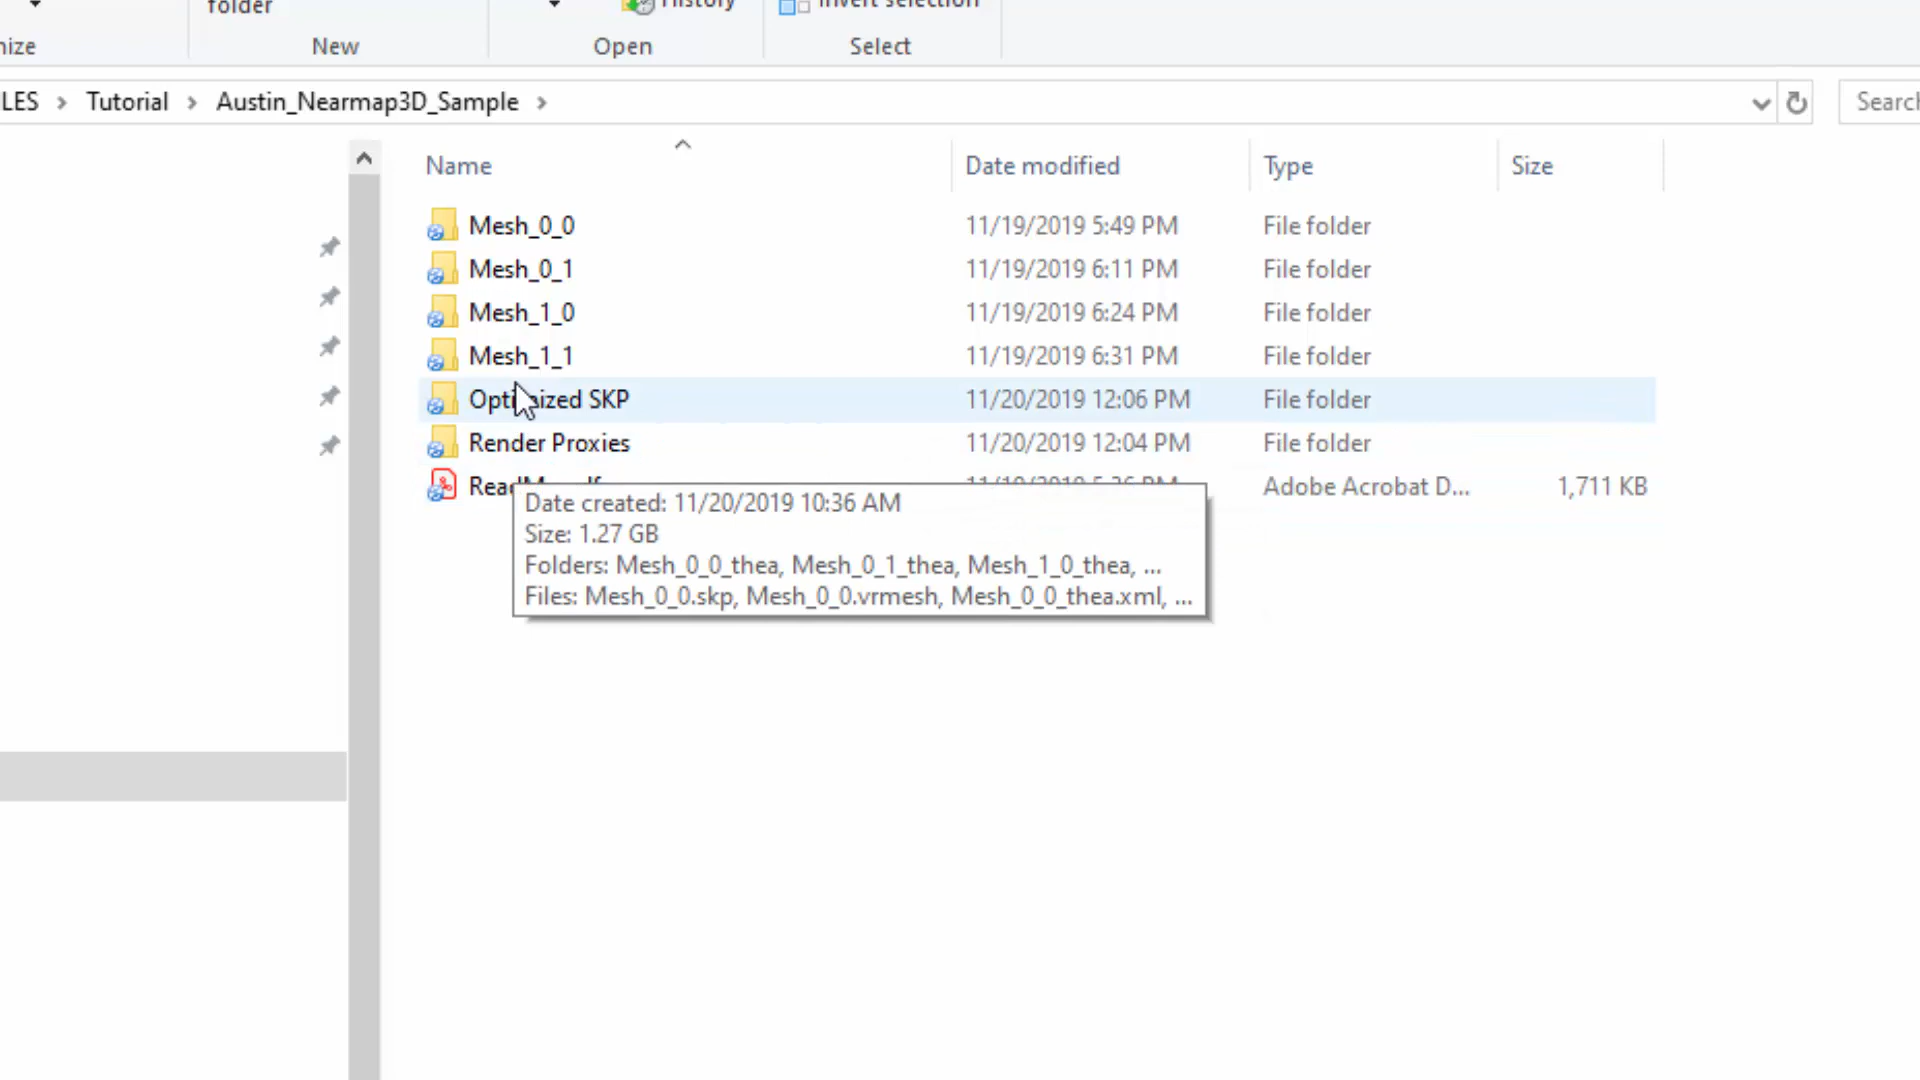 folder
History
Invert selection
nize
New
Open
Select
LES > Tutorial > Austin_Nearmap3D_Sample >
Search
Name
Date modified
Type
Size
Mesh_0_0 11/19/2019 5:49 PM File folder
Mesh_0_1 11/19/2019 6:11 PM File folder
Mesh_1_0 11/19/2019 6:24 PM File folder
Mesh_1_1 11/19/2019 6:31 PM File folder
Optimized SKP 11/20/2019 12:06 PM File folder
Render Proxies 11/20/2019 12:04 PM File folder
Adobe Acrobat D... 1,711 KB
Date created: 11/20/2019 10:36 AM
Size: 1.27 GB
Folders: Mesh_0_0_thea, Mesh_0_1_thea, Mesh_1_0_thea, ...
Files: Mesh_0_0.skp, Mesh_0_0.vrmesh, Mesh_0_0_thea.xml, ...